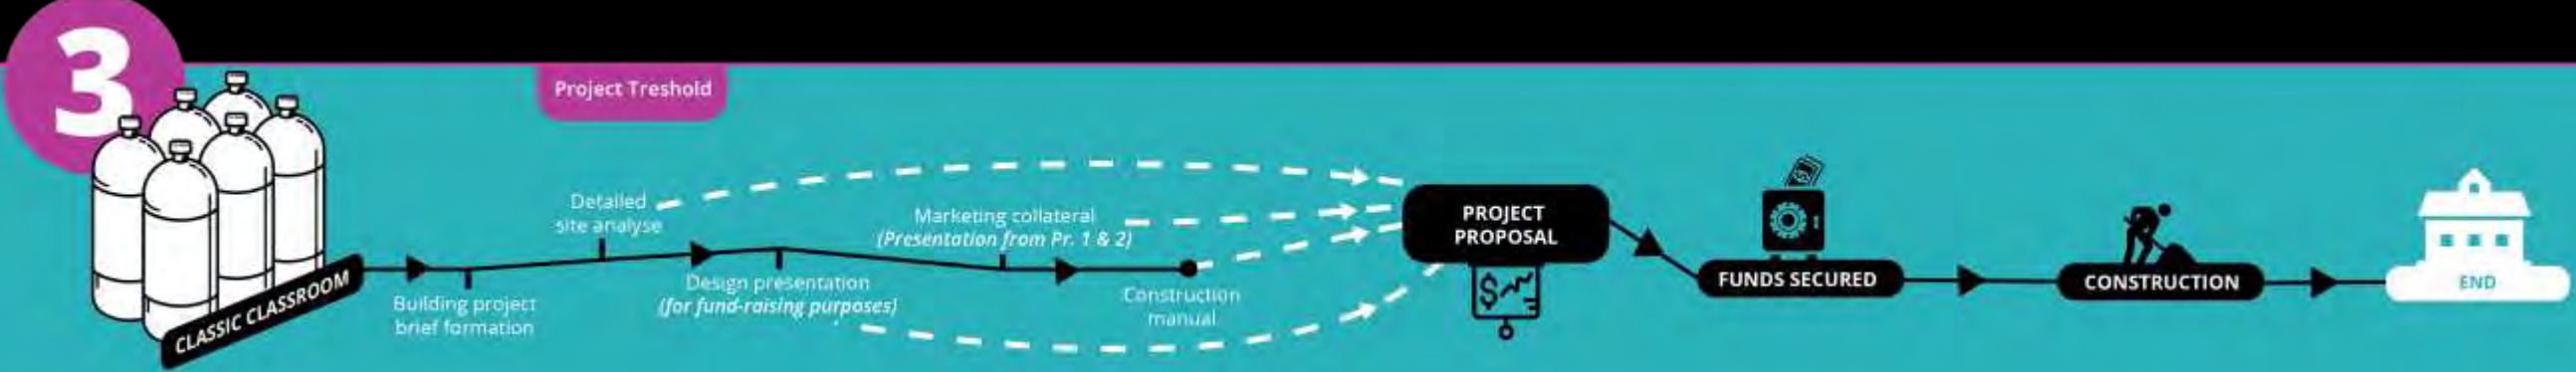 3
Project Treshold
CLASSIC CLASSROOM
Building project
brief formation
Detailed
site analyse
Design presentation
(for fund-raising purposes)
Marketing collateral
(Presentation from Pr. 1 & 2)
Construction
manual
PROJECT
PROPOSAL
$
FUNDS SECURED
CONSTRUCTION
END